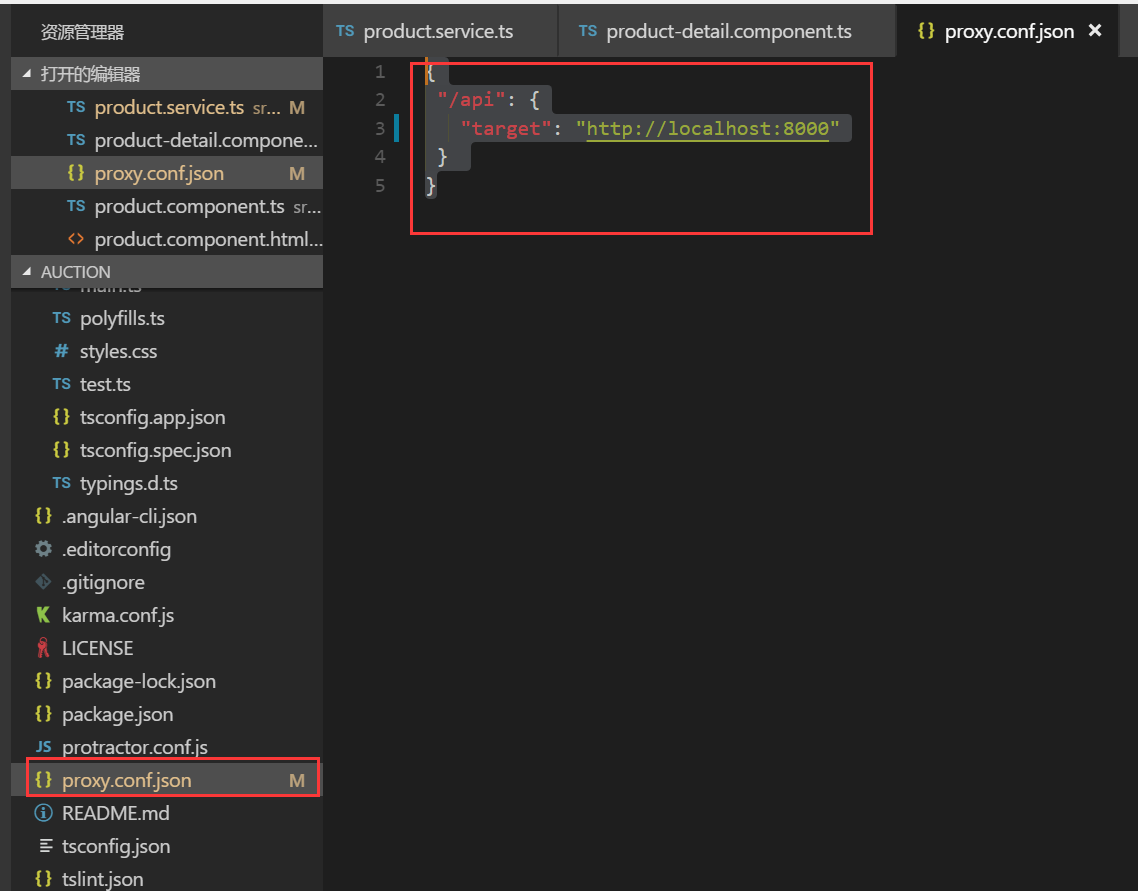 资源管理器
打开的编辑器
TS product.service.ts sr... M
TS product-detail.compone...
{} proxy.conf.json M
TS product.component.ts sr...
<> product.component.html...
AUCTION
TS main.ts
TS polyfills.ts
# styles.css
TS test.ts
{} tsconfig.app.json
{} tsconfig.spec.json
TS typings.d.ts
{} .angular-cli.json
.editorconfig
.gitignore
K karma.conf.js
LICENSE
{} package-lock.json
{} package.json
JS protractor.conf.js
{} proxy.conf.json M
README.md
tsconfig.json
{} tslint.json
TS product.service.ts
TS product-detail.component.ts
{} proxy.conf.json ×
1 {
2 "/api": {
3 "target": "http://localhost:8000"
4 }
5 }